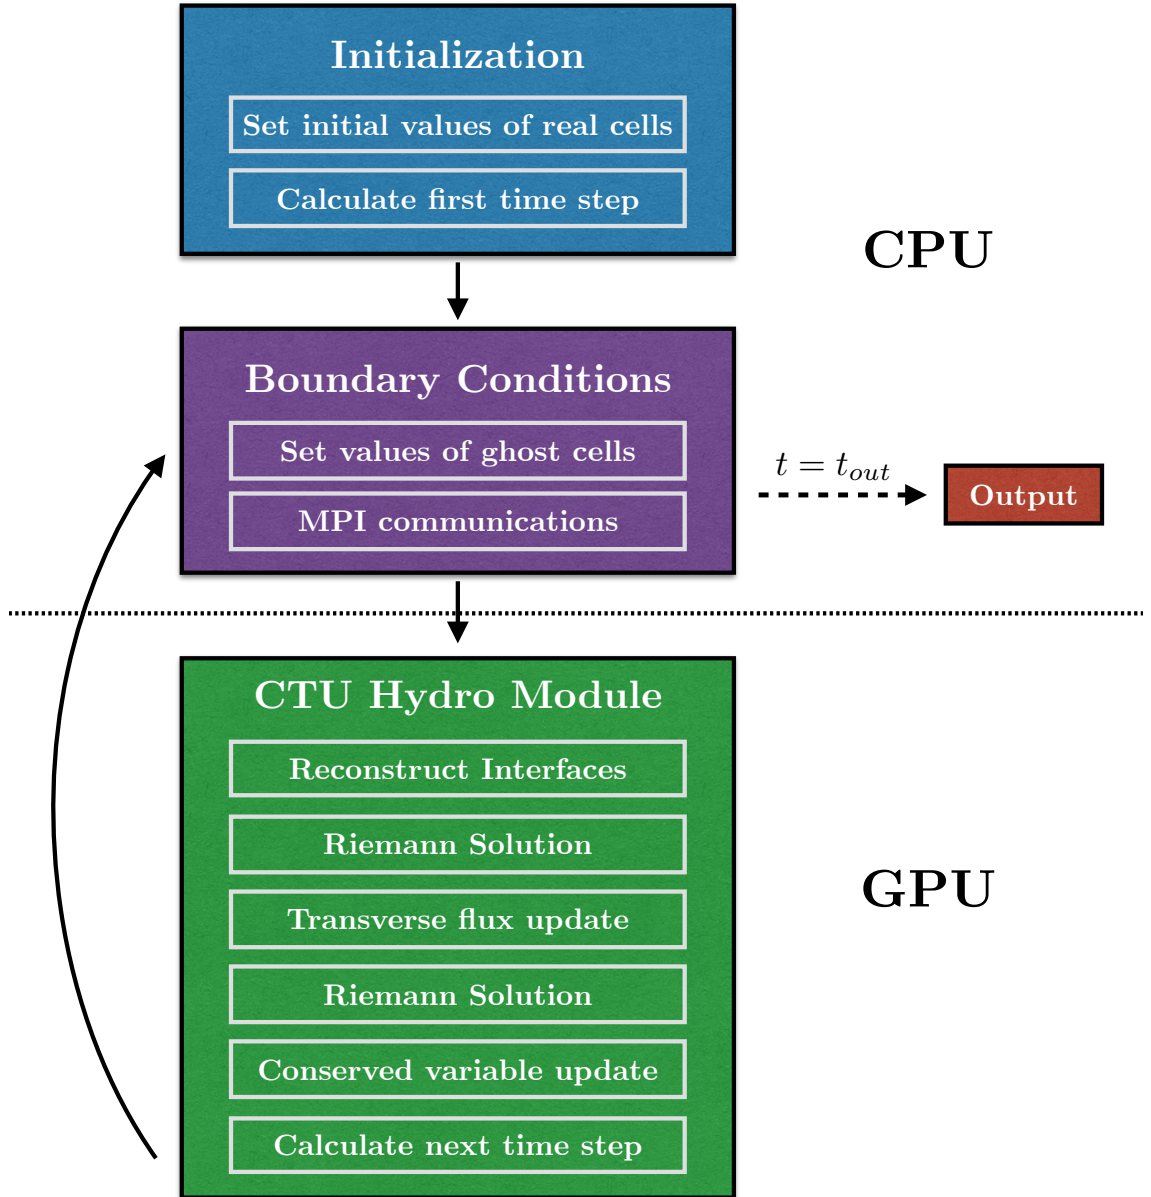 Initialization
Set initial values of real cells
Calculate first time step
CPU
Boundary Conditions
Set values of ghost cells
MPI communications
t = t_{out}
Output
CTU Hydro Module
Reconstruct Interfaces
Riemann Solution
Transverse flux update
GPU
Riemann Solution
Conserved variable update
Calculate next time step